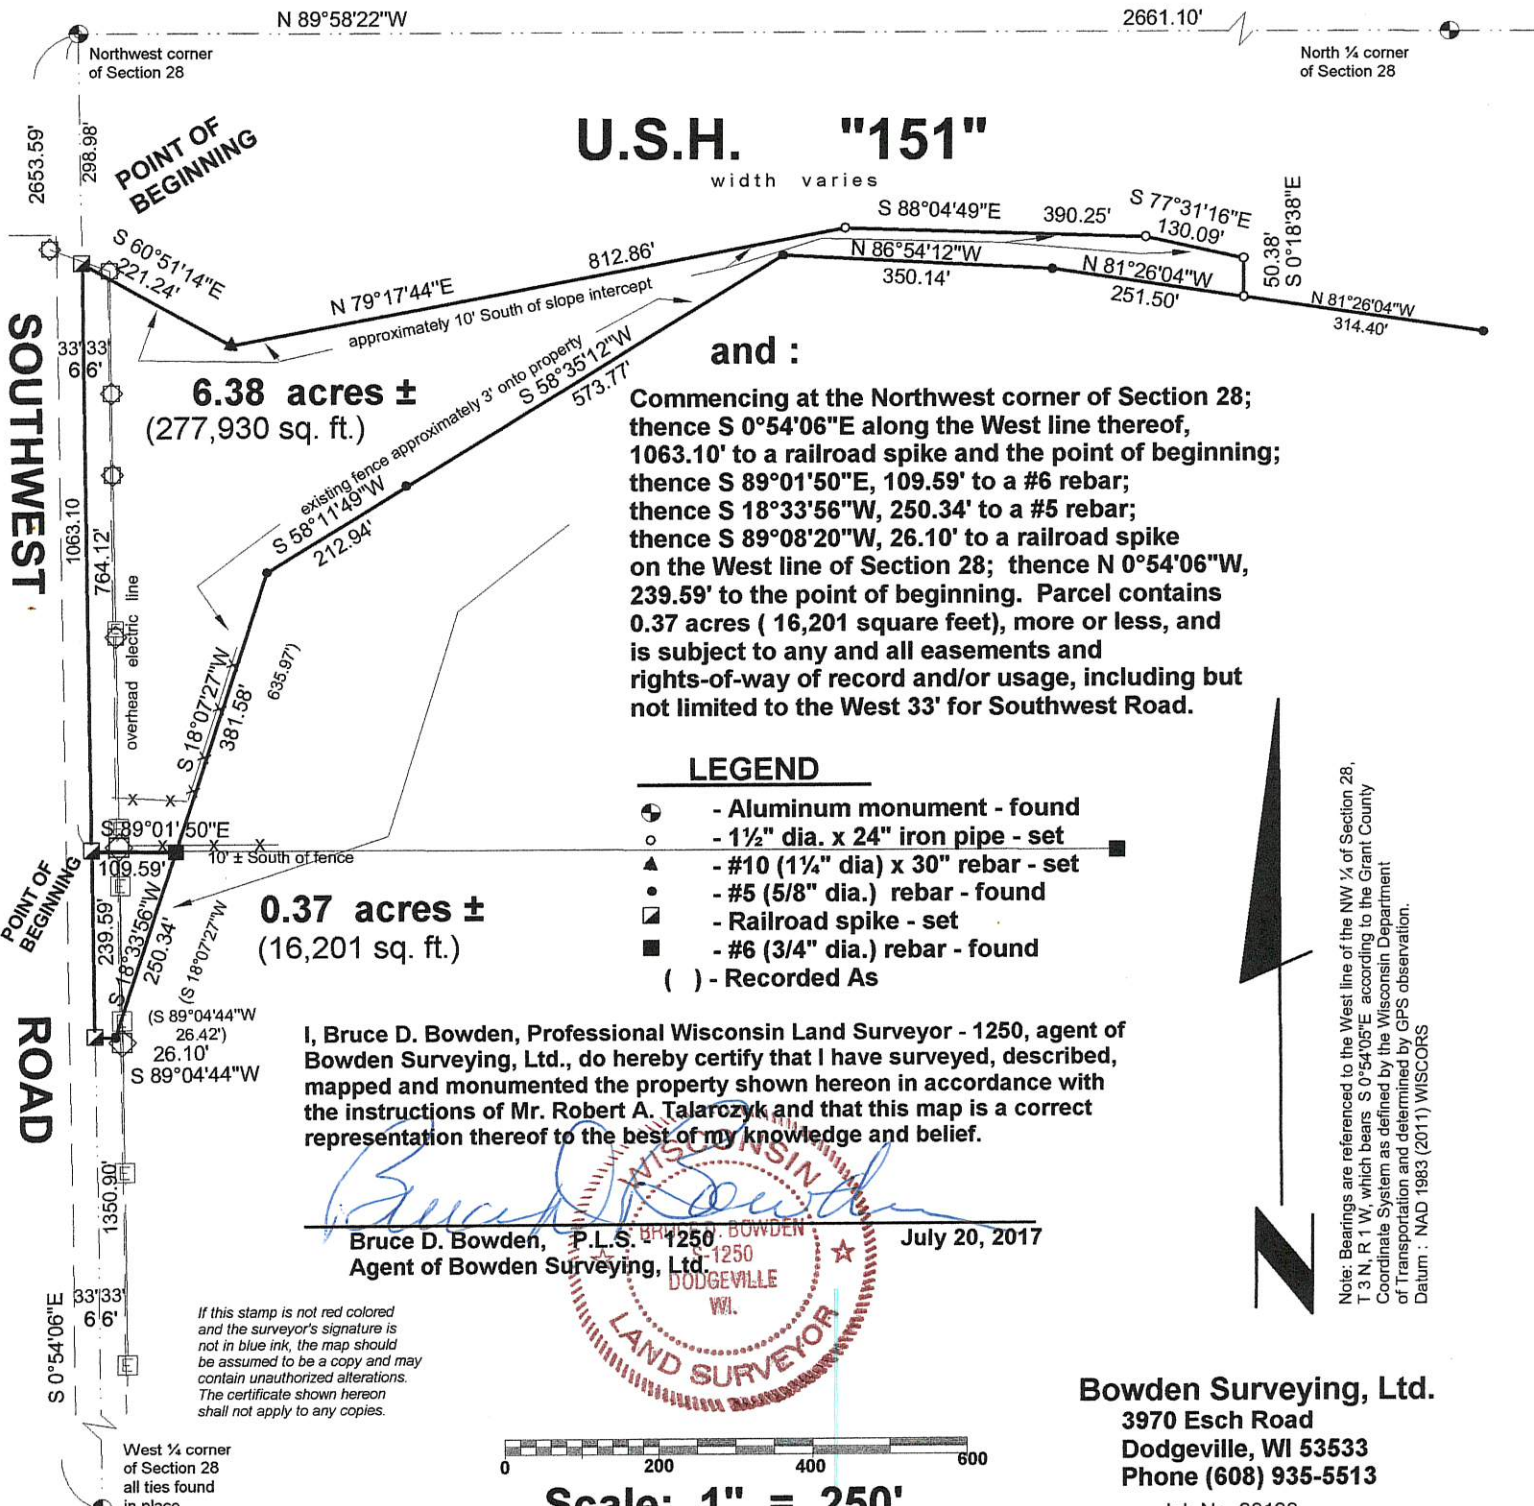 N 89°58'22"W
2661.10'
Northwest corner
of Section 28
North ¼ corner
of Section 28
2653.59'
298.98'
POINT OF
BEGINNING
U.S.H. "151"
width varies
S 60°51'14"E
221.24'
N 79°17'44"E
812.86'
approximately 10' South of slope intercept
S 88°04'49"E
390.25'
S 77°31'16"E
130.09'
50.38'
S 0°18'38"E
N 86°54'12"W
350.14'
N 81°26'04"W
251.50'
N 81°26'04"W
314.40'
existing fence approximately 3' onto property
S 58°35'12"W
573.77'
S 58°11'49"W
212.94'
33' 33'
66'
SOUTHWEST
6.38 acres ±
(277,930 sq. ft.)
1063.10
764.12'
overhead electric line
S 18°07'27"W
381.58'
635.97')
and :
Commencing at the Northwest corner of Section 28;
thence S 0°54'06"E along the West line thereof,
1063.10' to a railroad spike and the point of beginning;
thence S 89°01'50"E, 109.59' to a #6 rebar;
thence S 18°33'56"W, 250.34' to a #5 rebar;
thence S 89°08'20"W, 26.10' to a railroad spike
on the West line of Section 28; thence N 0°54'06"W,
239.59' to the point of beginning. Parcel contains
0.37 acres ( 16,201 square feet), more or less, and
is subject to any and all easements and
rights-of-way of record and/or usage, including but
not limited to the West 33' for Southwest Road.
LEGEND
- Aluminum monument - found
- 1½" dia. x 24" iron pipe - set
- #10 (1¼" dia) x 30" rebar - set
- #5 (5/8" dia.) rebar - found
- Railroad spike - set
- #6 (3/4" dia.) rebar - found
( ) - Recorded As
S 89°01'50"E
109.59'
10' ± South of fence
POINT OF
BEGINNING
239.59'
S 18°33'56"W
250.34'
(S 18°07'27"W
0.37 acres ±
(16,201 sq. ft.)
(S 89°04'44"W
26.42')
26.10'
S 89°04'44"W
ROAD
1350.90'
33' 33'
66'
S 0°54'06"E
I, Bruce D. Bowden, Professional Wisconsin Land Surveyor - 1250, agent of
Bowden Surveying, Ltd., do hereby certify that I have surveyed, described,
mapped and monumented the property shown hereon in accordance with
the instructions of Mr. Robert A. Talarczyk and that this map is a correct
representation thereof to the best of my knowledge and belief.
Bruce D. Bowden
Bruce D. Bowden, P.L.S. - 1250
Agent of Bowden Surveying, Ltd.
July 20, 2017
WISCONSIN
BRUCE D. BOWDEN
S-1250
DODGEVILLE
WI.
LAND SURVEYOR
If this stamp is not red colored
and the surveyor's signature is
not in blue ink, the map should
be assumed to be a copy and may
contain unauthorized alterations.
The certificate shown hereon
shall not apply to any copies.
West ¼ corner
of Section 28
all ties found
in place
0 200 400 600
Scale: 1" = 250'
N
Note: Bearings are referenced to the West line of the NW ¼ of Section 28,
T 3 N, R 1 W, which bears S 0°54'05"E according to the Grant County
Coordinate System as defined by the Wisconsin Department
of Transportation and determined by GPS observation.
Datum : NAD 1983 (2011) WISCORS
Bowden Surveying, Ltd.
3970 Esch Road
Dodgeville, WI 53533
Phone (608) 935-5513
E
E
E
E
E
E